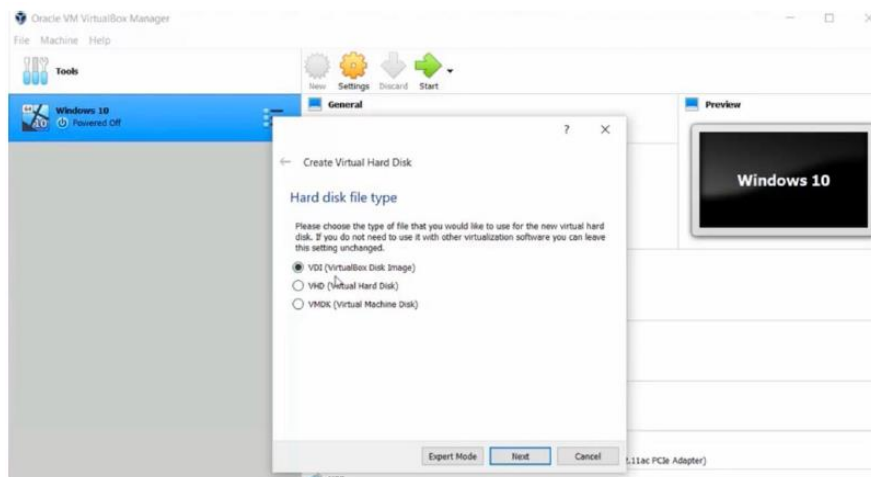 Oracle VM VirtualBox Manager
File Machine Help
Tools
New Settings Discard Start
Windows 10
Powered Off
General
Preview
Windows 10
? ×
← Create Virtual Hard Disk
Hard disk file type
Please choose the type of file that you would like to use for the new virtual hard
disk. If you do not need to use it with other virtualization software you can leave
this setting unchanged.
VDI (VirtualBox Disk Image)
VHD (Virtual Hard Disk)
VMDK (Virtual Machine Disk)
Expert Mode Next Cancel
.11ac PCIe Adapter)